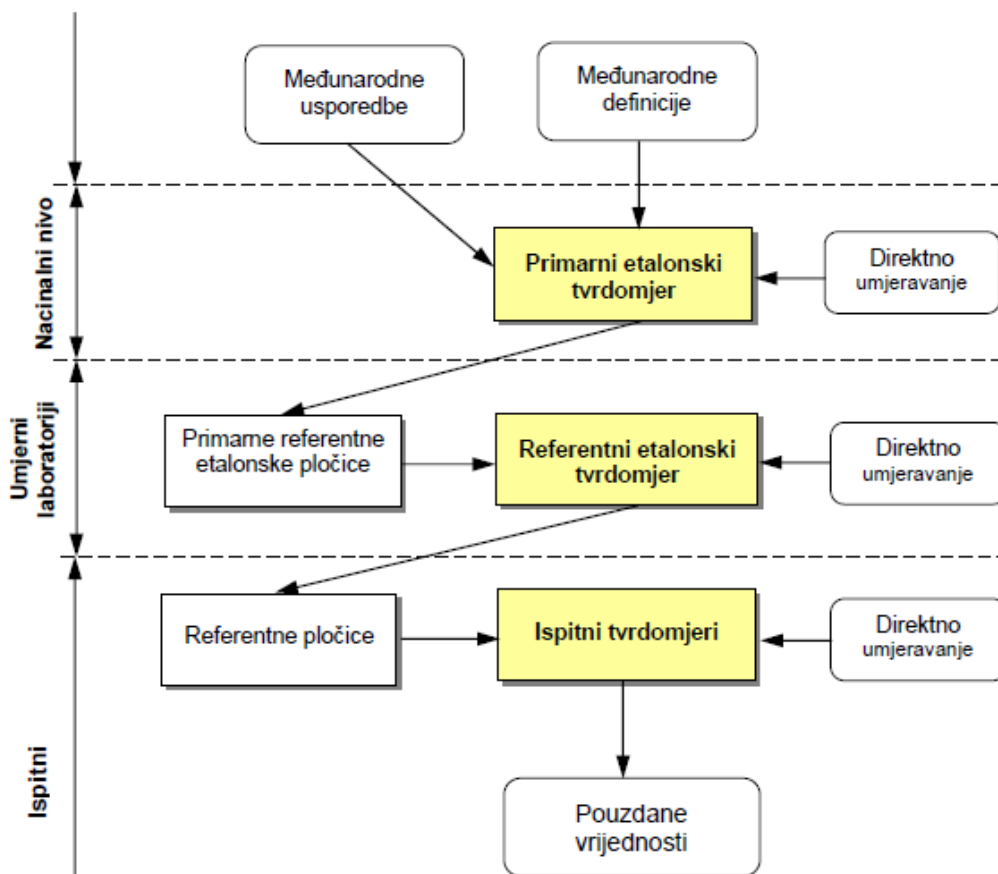 Međunarodne
usporedbe
Međunarodne
definicije
Nacinalni nivo
Primarni etalonski
tvrdomjer
Direktno
umjeravanje
Umjerni
laboratoriji
Primarne referentne
etalonske pločice
Referentni etalonski
tvrdomjer
Direktno
umjeravanje
Ispitni
Referentne pločice
Ispitni tvrdomjeri
Direktno
umjeravanje
Pouzdane
vrijednosti